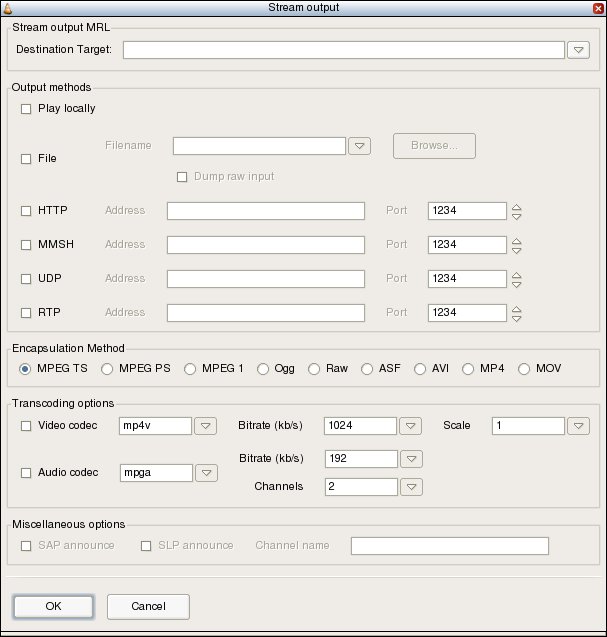 Stream output
Stream output MRL
Destination Target:
Output methods
Play locally
File Filename Browse...
Dump raw input
HTTP Address Port 1234
MMSH Address Port 1234
UDP Address Port 1234
RTP Address Port 1234
Encapsulation Method
MPEG TS MPEG PS MPEG 1 Ogg Raw ASF AVI MP4 MOV
Transcoding options
Video codec mp4v Bitrate (kb/s) 1024 Scale 1
Bitrate (kb/s) 192
Audio codec mpga
Channels 2
Miscellaneous options
SAP announce SLP announce Channel name
OK Cancel